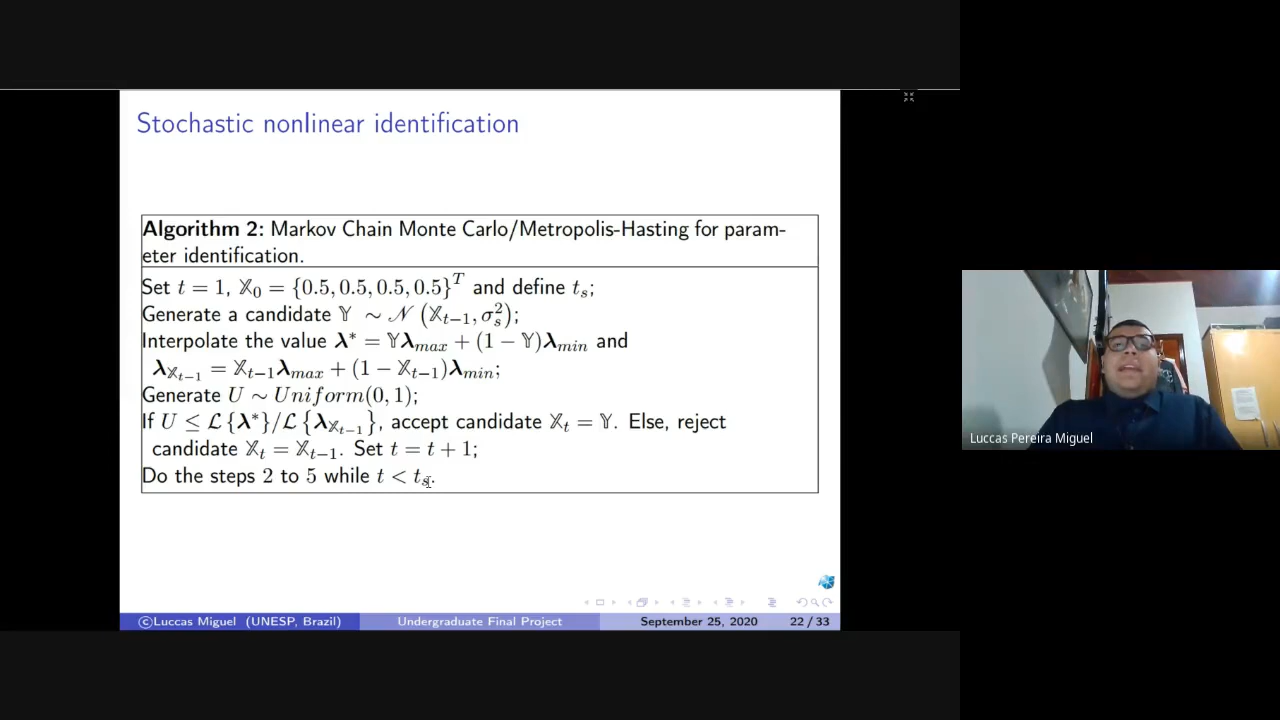 Stochastic nonlinear identification
Algorithm 2: Markov Chain Monte Carlo/Metropolis-Hasting for param-
eter identification.
Set t = 1, 𝕏₀ = {0.5, 0.5, 0.5, 0.5}ᵀ and define tₛ;
Generate a candidate 𝕐 ∼ 𝒩 (𝕏ₜ₋₁, σₛ²);
Interpolate the value λ* = 𝕐λₘₐₓ + (1 − 𝕐)λₘᵢₙ and
λ_{𝕏ₜ₋₁} = 𝕏ₜ₋₁λₘₐₓ + (1 − 𝕏ₜ₋₁)λₘᵢₙ;
Generate U ∼ Uniform(0, 1);
If U ≤ ℒ {λ*} / ℒ {λ_{𝕏ₜ₋₁}}, accept candidate 𝕏ₜ = 𝕐. Else, reject
candidate 𝕏ₜ = 𝕏ₜ₋₁. Set t = t + 1;
Do the steps 2 to 5 while t < tₛ.
©Luccas Miguel (UNESP, Brazil) Undergraduate Final Project September 25, 2020 22 / 33
Luccas Pereira Miguel